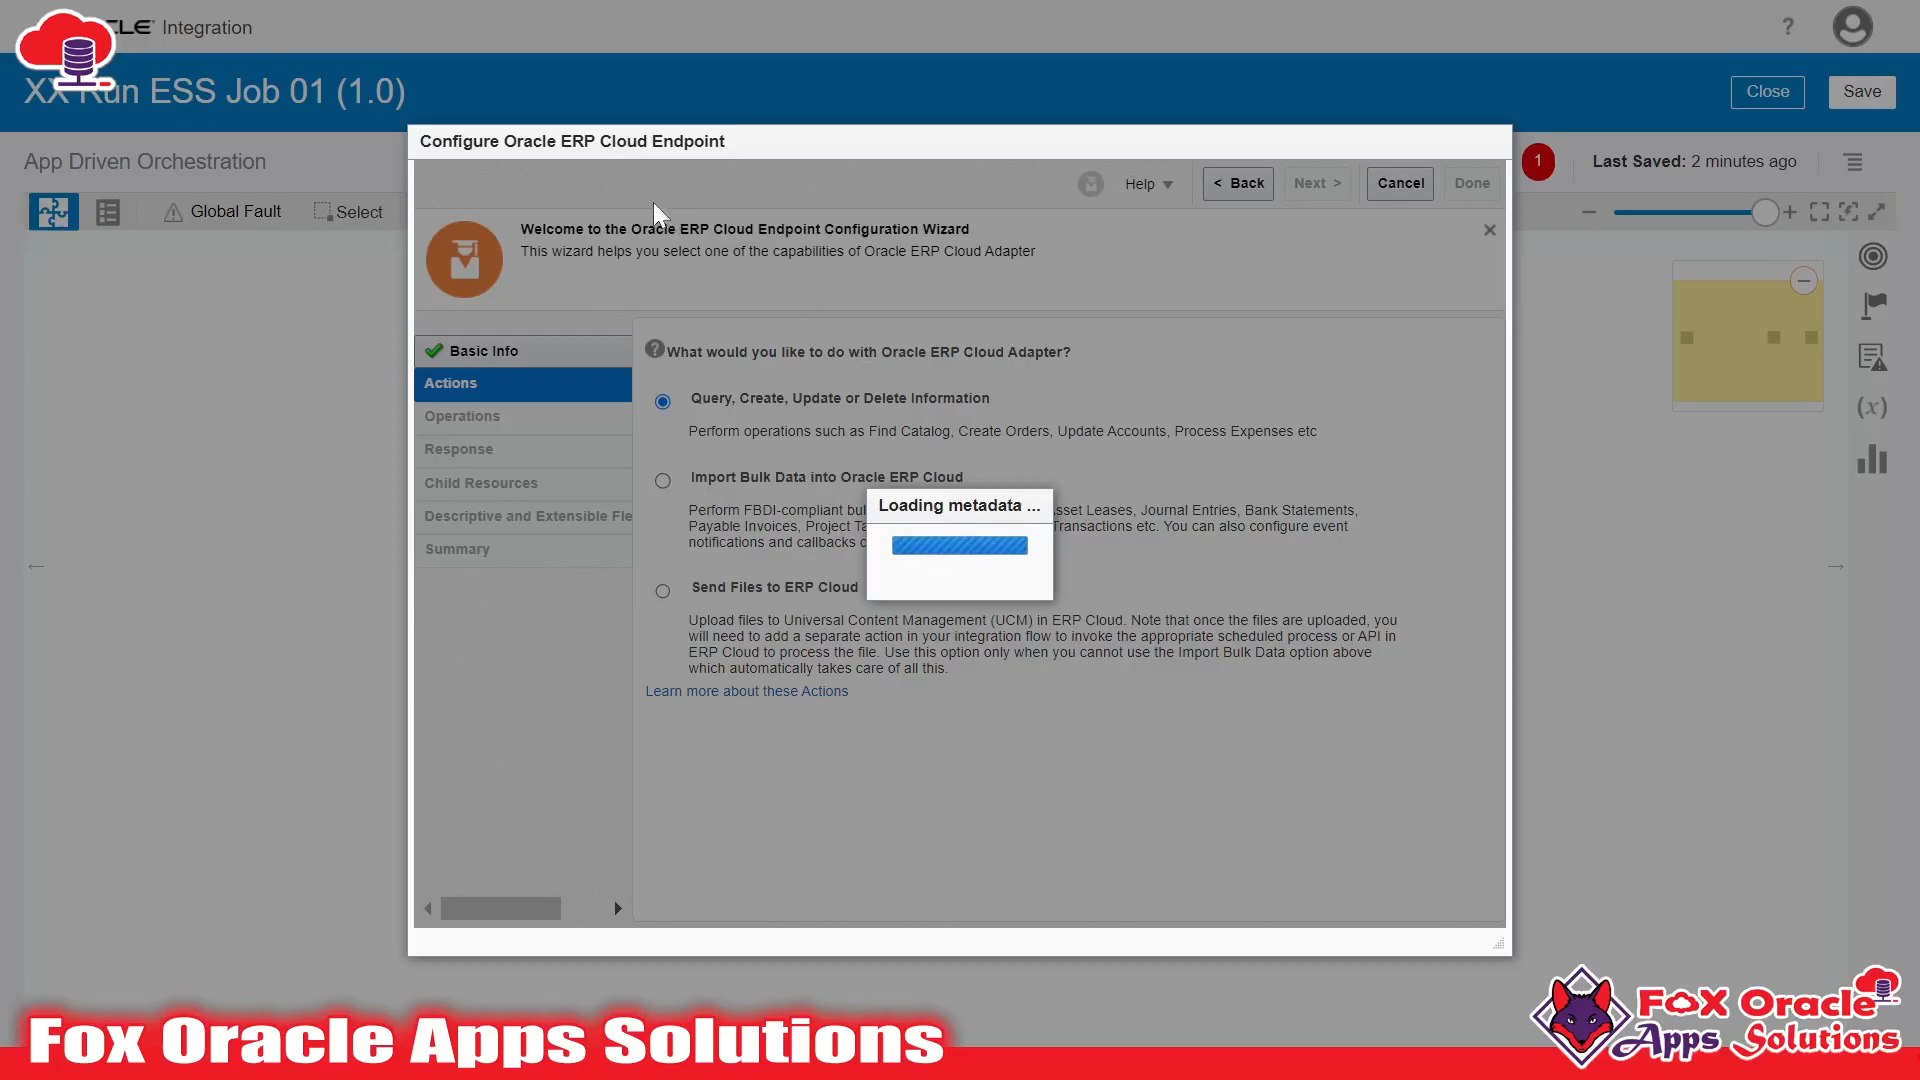 Integration
XX Run ESS Job 01 (1.0)
Close
Save
Configure Oracle ERP Cloud Endpoint
App Driven Orchestration
1
Last Saved: 2 minutes ago
Help
< Back
Next >
Cancel
Done
Global Fault
Select
Welcome to the Oracle ERP Cloud Endpoint Configuration Wizard
This wizard helps you select one of the capabilities of Oracle ERP Cloud Adapter
Basic Info
Actions
Operations
Response
Child Resources
Descriptive and Extensible Fle
Summary
What would you like to do with Oracle ERP Cloud Adapter?
Query, Create, Update or Delete Information
Perform operations such as Find Catalog, Create Orders, Update Accounts, Process Expenses etc
Import Bulk Data into Oracle ERP Cloud
Perform FBDI-compliant bul sset Leases, Journal Entries, Bank Statements,
Payable Invoices, Project Ta Transactions etc. You can also configure event
notifications and callbacks
Loading metadata ...
Send Files to ERP Cloud
Upload files to Universal Content Management (UCM) in ERP Cloud. Note that once the files are uploaded, you
will need to add a separate action in your integration flow to invoke the appropriate scheduled process or API in
ERP Cloud to process the file. Use this option only when you cannot use the Import Bulk Data option above
which automatically takes care of all this.
Learn more about these Actions
(x)
Fox Oracle Apps Solutions
Fox Oracle
Apps Solutions